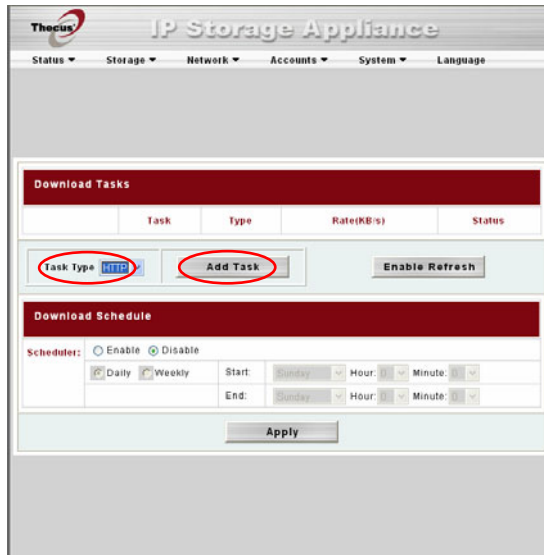 Thecus
IP Storage Appliance
Status Storage Network Accounts System Language
Download Tasks
Task Type Rate(KB/s) Status
Task Type HTTP Add Task Enable Refresh
Download Schedule
Scheduler: Enable Disable
Daily Weekly Start: Sunday Hour: 0 Minute: 0
End: Sunday Hour: 0 Minute: 0
Apply